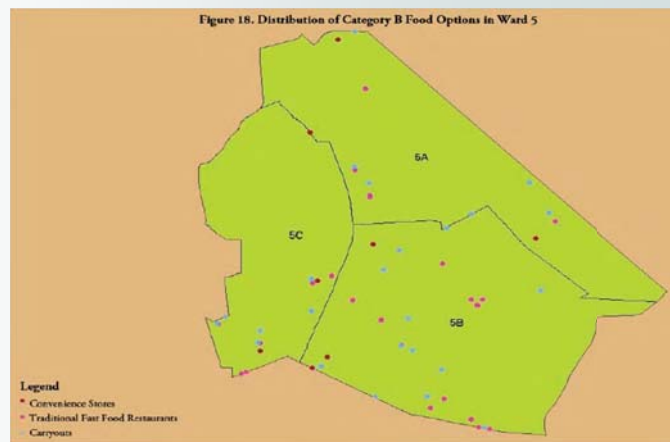 Figure 18. Distribution of Category B Food Options in Ward 5
5A
5C
5B
Legend
Convenience Stores
Traditional Fast Food Restaurants
Carryouts